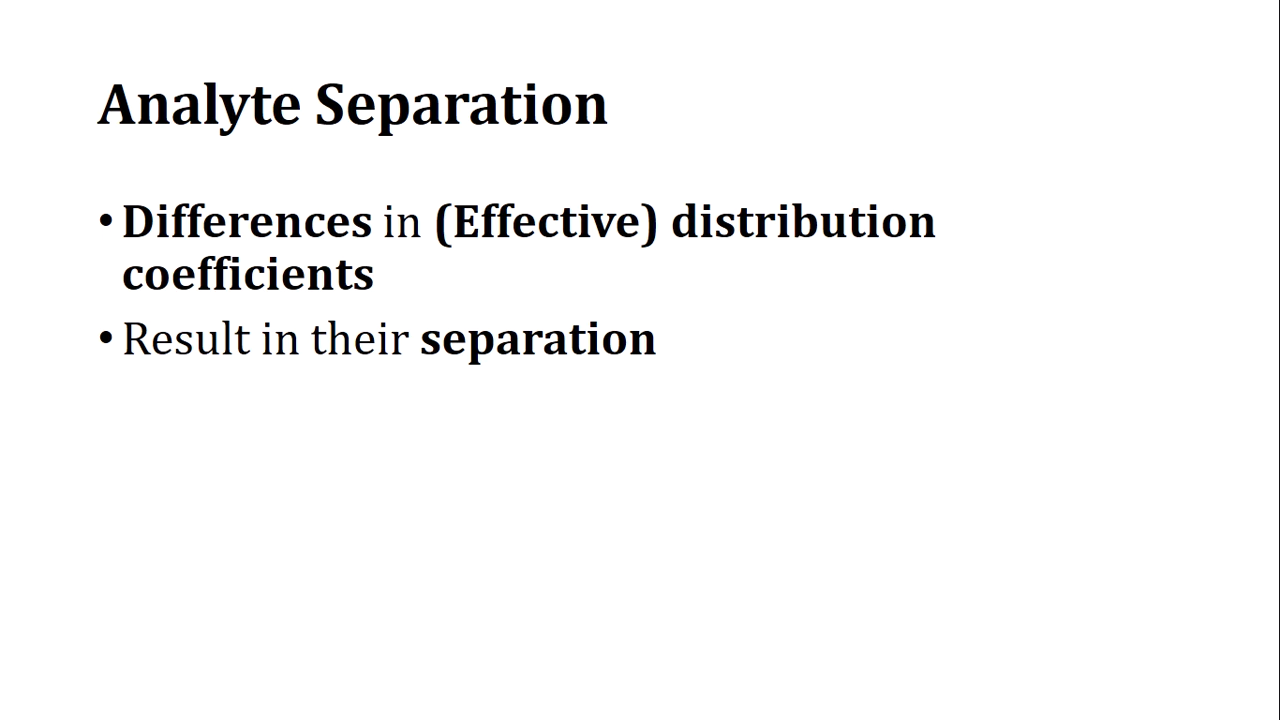 Analyte Separation
• Differences in (Effective) distribution
coefficients
• Result in their separation